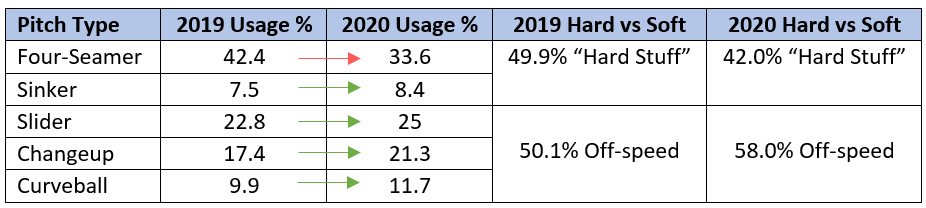 Pitch Type 2019 Usage % 2020 Usage % 2019 Hard vs Soft 2020 Hard vs Soft
Four-Seamer 42.4 33.6 49.9% “Hard Stuff” 42.0% “Hard Stuff”
Sinker 7.5 8.4
Slider 22.8 25
Changeup 17.4 21.3 50.1% Off-speed 58.0% Off-speed
Curveball 9.9 11.7